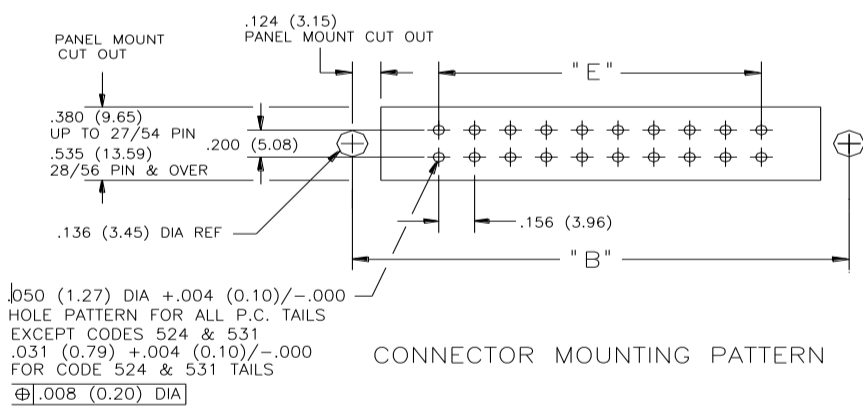 .124 (3.15)
PANEL MOUNT CUT OUT
PANEL MOUNT
CUT OUT
"E"
.380 (9.65)
UP TO 27/54 PIN
.200 (5.08)
.535 (13.59)
28/56 PIN & OVER
.136 (3.45) DIA REF
.156 (3.96)
"B"
.050 (1.27) DIA +.004 (0.10)/-.000
HOLE PATTERN FOR ALL P.C. TAILS
EXCEPT CODES 524 & 531
.031 (0.79) +.004 (0.10)/-.000
FOR CODE 524 & 531 TAILS
⌖ .008 (0.20) DIA
CONNECTOR MOUNTING PATTERN